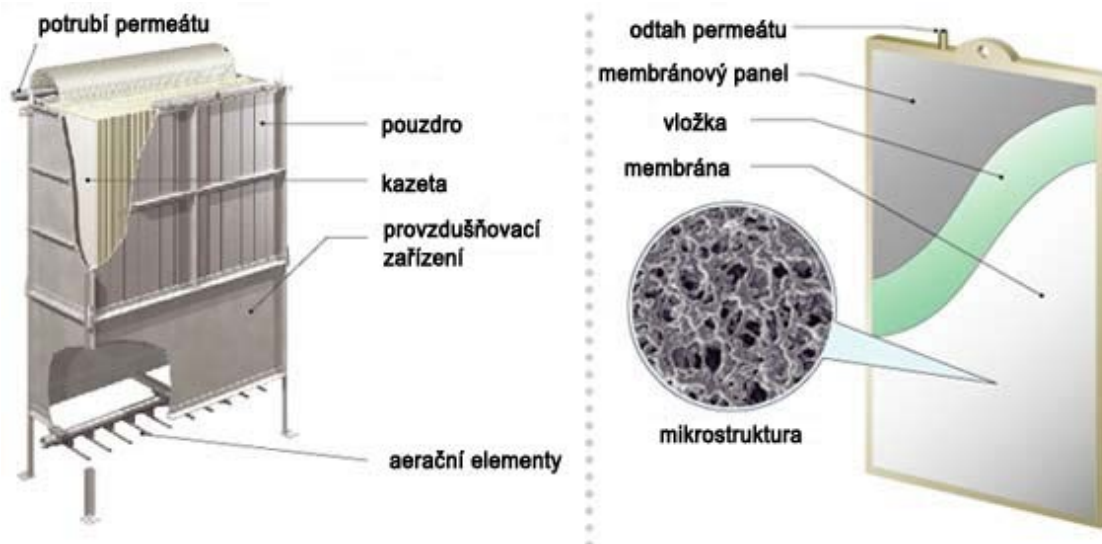 potrubí permeátu
pouzdro
kazeta
provzdušňovací
zařízení
aerační elementy
odtah permeátu
membránový panel
vložka
membrána
mikrostruktura